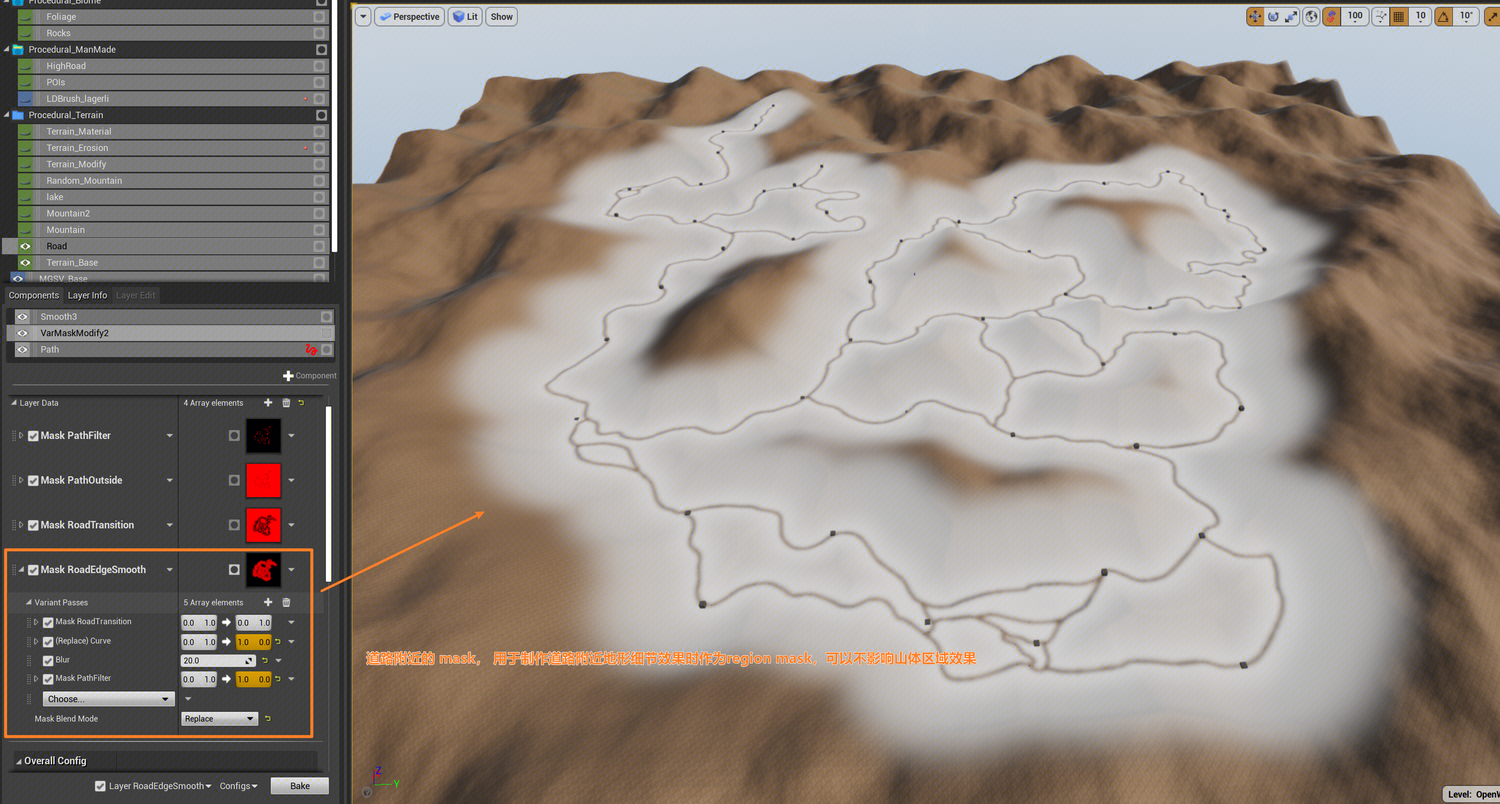 Procedural_Biome
Foliage
Rocks
Procedural_ManMade
HighRoad
POIs
LDBrush_lagerli
Procedural_Terrain
Terrain_Material
Terrain_Erosion
Terrain_Modify
Random_Mountain
lake
Mountain2
Mountain
Road
Terrain_Base
MGSV_Base
Components Layer Info Layer Edit
Smooth3
VarMaskModify2
Path
Component
Layer Data 4 Array elements
Mask PathFilter
Mask PathOutside
Mask RoadTransition
Mask RoadEdgeSmooth
Variant Passes 5 Array elements
Mask RoadTransition 0.0 1.0 0.0 1.0
(Replace) Curve 0.0 1.0 1.0 0.0
Blur 20.0
Mask PathFilter 0.0 1.0 1.0 0.0
Choose...
Mask Blend Mode Replace
Overall Config
Layer RoadEdgeSmooth Configs Bake
Perspective Lit Show 100 10 10°
道路附近的 mask， 用于制作道路附近地形细节效果时作为region mask，可以不影响山体区域效果
Z
Y
Level: OpenW